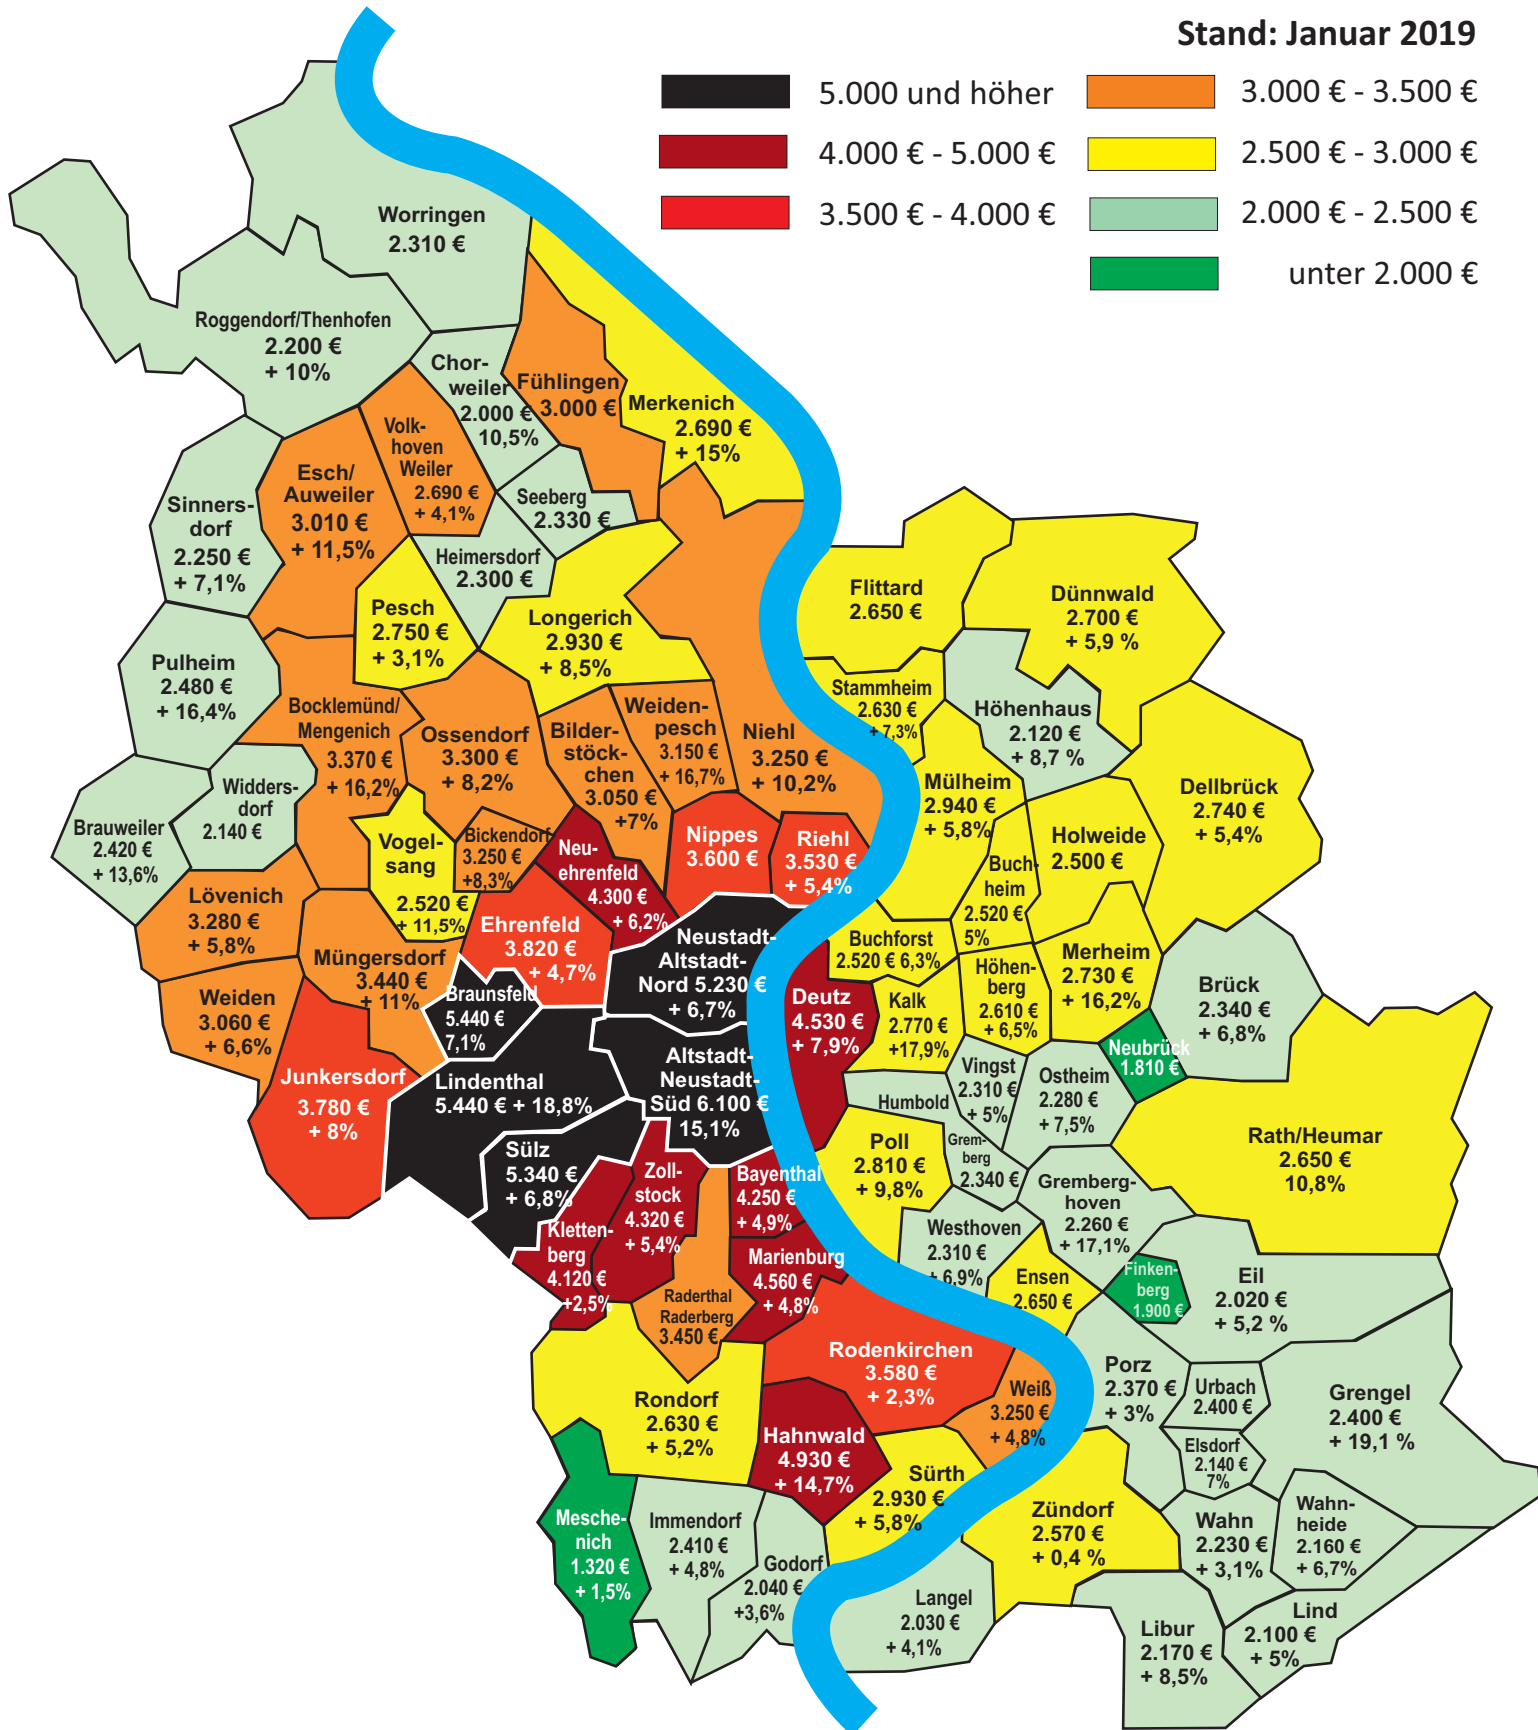 Stand: Januar 2019
5.000 und höher
4.000 € - 5.000 €
3.500 € - 4.000 €
3.000 € - 3.500 €
2.500 € - 3.000 €
2.000 € - 2.500 €
unter 2.000 €
Worringen
2.310 €
Roggendorf/Thenhofen
2.200 €
+ 10%
Chor-
weiler
2.000 €
10,5%
Fühlingen
3.000 €
Merkenich
2.690 €
+ 15%
Volk-
hoven
Weiler
2.690 €
+ 4,1%
Esch/
Auweiler
3.010 €
+ 11,5%
Sinners-
dorf
2.250 €
+ 7,1%
Seeberg
2.330 €
Heimersdorf
2.300 €
Pesch
2.750 €
+ 3,1%
Longerich
2.930 €
+ 8,5%
Pulheim
2.480 €
+ 16,4%
Bocklemünd/
Mengenich
3.370 €
+ 16,2%
Ossendorf
3.300 €
+ 8,2%
Bilder-
stöck-
chen
3.050 €
+7%
Weiden-
pesch
3.150 €
+ 16,7%
Niehl
3.250 €
+ 10,2%
Widders-
dorf
2.140 €
Brauweiler
2.420 €
+ 13,6%
Vogel-
sang
2.520 €
+ 11,5%
Bickendorf
3.250 €
+8,3%
Neu-
ehrenfeld
4.300 €
+ 6,2%
Nippes
3.600 €
Riehl
3.530 €
+ 5,4%
Lövenich
3.280 €
+ 5,8%
Ehrenfeld
3.820 €
+ 4,7%
Müngersdorf
3.440 €
+ 11%
Weiden
3.060 €
+ 6,6%
Braunsfeld
5.440 €
7,1%
Neustadt-
Altstadt-
Nord 5.230 €
+ 6,7%
Junkersdorf
3.780 €
+ 8%
Lindenthal
5.440 € + 18,8%
Altstadt-
Neustadt-
Süd 6.100 €
15,1%
Sülz
5.340 €
+ 6,8%
Kletten-
berg
4.120 €
+2,5%
Zoll-
stock
4.320 €
+ 5,4%
Bayenthal
4.250 €
+ 4,9%
Marienburg
4.560 €
+ 4,8%
Raderthal
Raderberg
3.450 €
Rodenkirchen
3.580 €
+ 2,3%
Weiß
3.250 €
+ 4,8%
Rondorf
2.630 €
+ 5,2%
Hahnwald
4.930 €
+ 14,7%
Sürth
2.930 €
+ 5,8%
Mesche-
nich
1.320 €
+ 1,5%
Immendorf
2.410 €
+ 4,8%
Godorf
2.040 €
+3,6%
Flittard
2.650 €
Dünnwald
2.700 €
+ 5,9 %
Stammheim
2.630 €
+ 7,3%
Höhenhaus
2.120 €
+ 8,7 %
Mülheim
2.940 €
+ 5,8%
Dellbrück
2.740 €
+ 5,4%
Holweide
2.500 €
Buch-
heim
2.520 €
5%
Buchforst
2.520 € 6,3%
Höhen-
berg
2.610 €
+ 6,5%
Merheim
2.730 €
+ 16,2%
Brück
2.340 €
+ 6,8%
Deutz
4.530 €
+ 7,9%
Kalk
2.770 €
+17,9%
Neubrück
1.810 €
Vingst
2.310 €
+ 5%
Ostheim
2.280 €
+ 7,5%
Humbold
Grem-
berg
2.340 €
Poll
2.810 €
+ 9,8%
Rath/Heumar
2.650 €
10,8%
Gremberg-
hoven
2.260 €
+ 17,1%
Westhoven
2.310 €
+ 6,9%
Ensen
2.650 €
Finken-
berg
1.900 €
Eil
2.020 €
+ 5,2 %
Porz
2.370 €
+ 3%
Urbach
2.400 €
Grengel
2.400 €
+ 19,1 %
Elsdorf
2.140 €
7%
Zündorf
2.570 €
+ 0,4 %
Wahn
2.230 €
+ 3,1%
Wahn-
heide
2.160 €
+ 6,7%
Langel
2.030 €
+ 4,1%
Libur
2.170 €
+ 8,5%
Lind
2.100 €
+ 5%